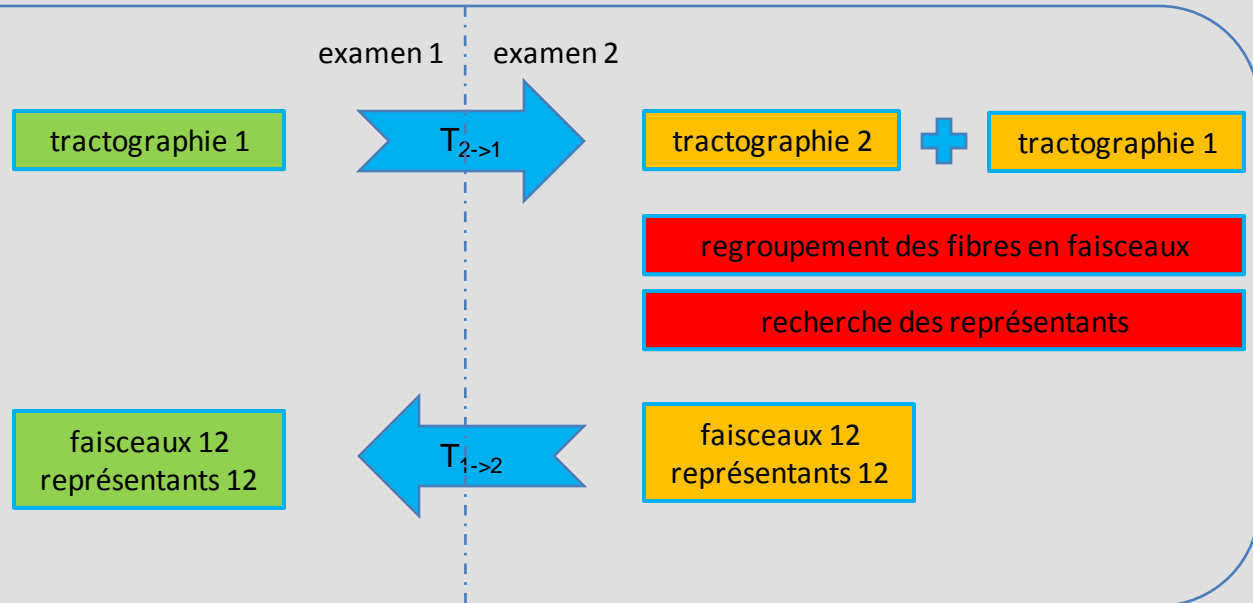 examen 1 examen 2
tractographie 1
T2->1
tractographie 2
tractographie 1
regroupement des fibres en faisceaux
recherche des représentants
faisceaux 12
représentants 12
T1->2
faisceaux 12
représentants 12